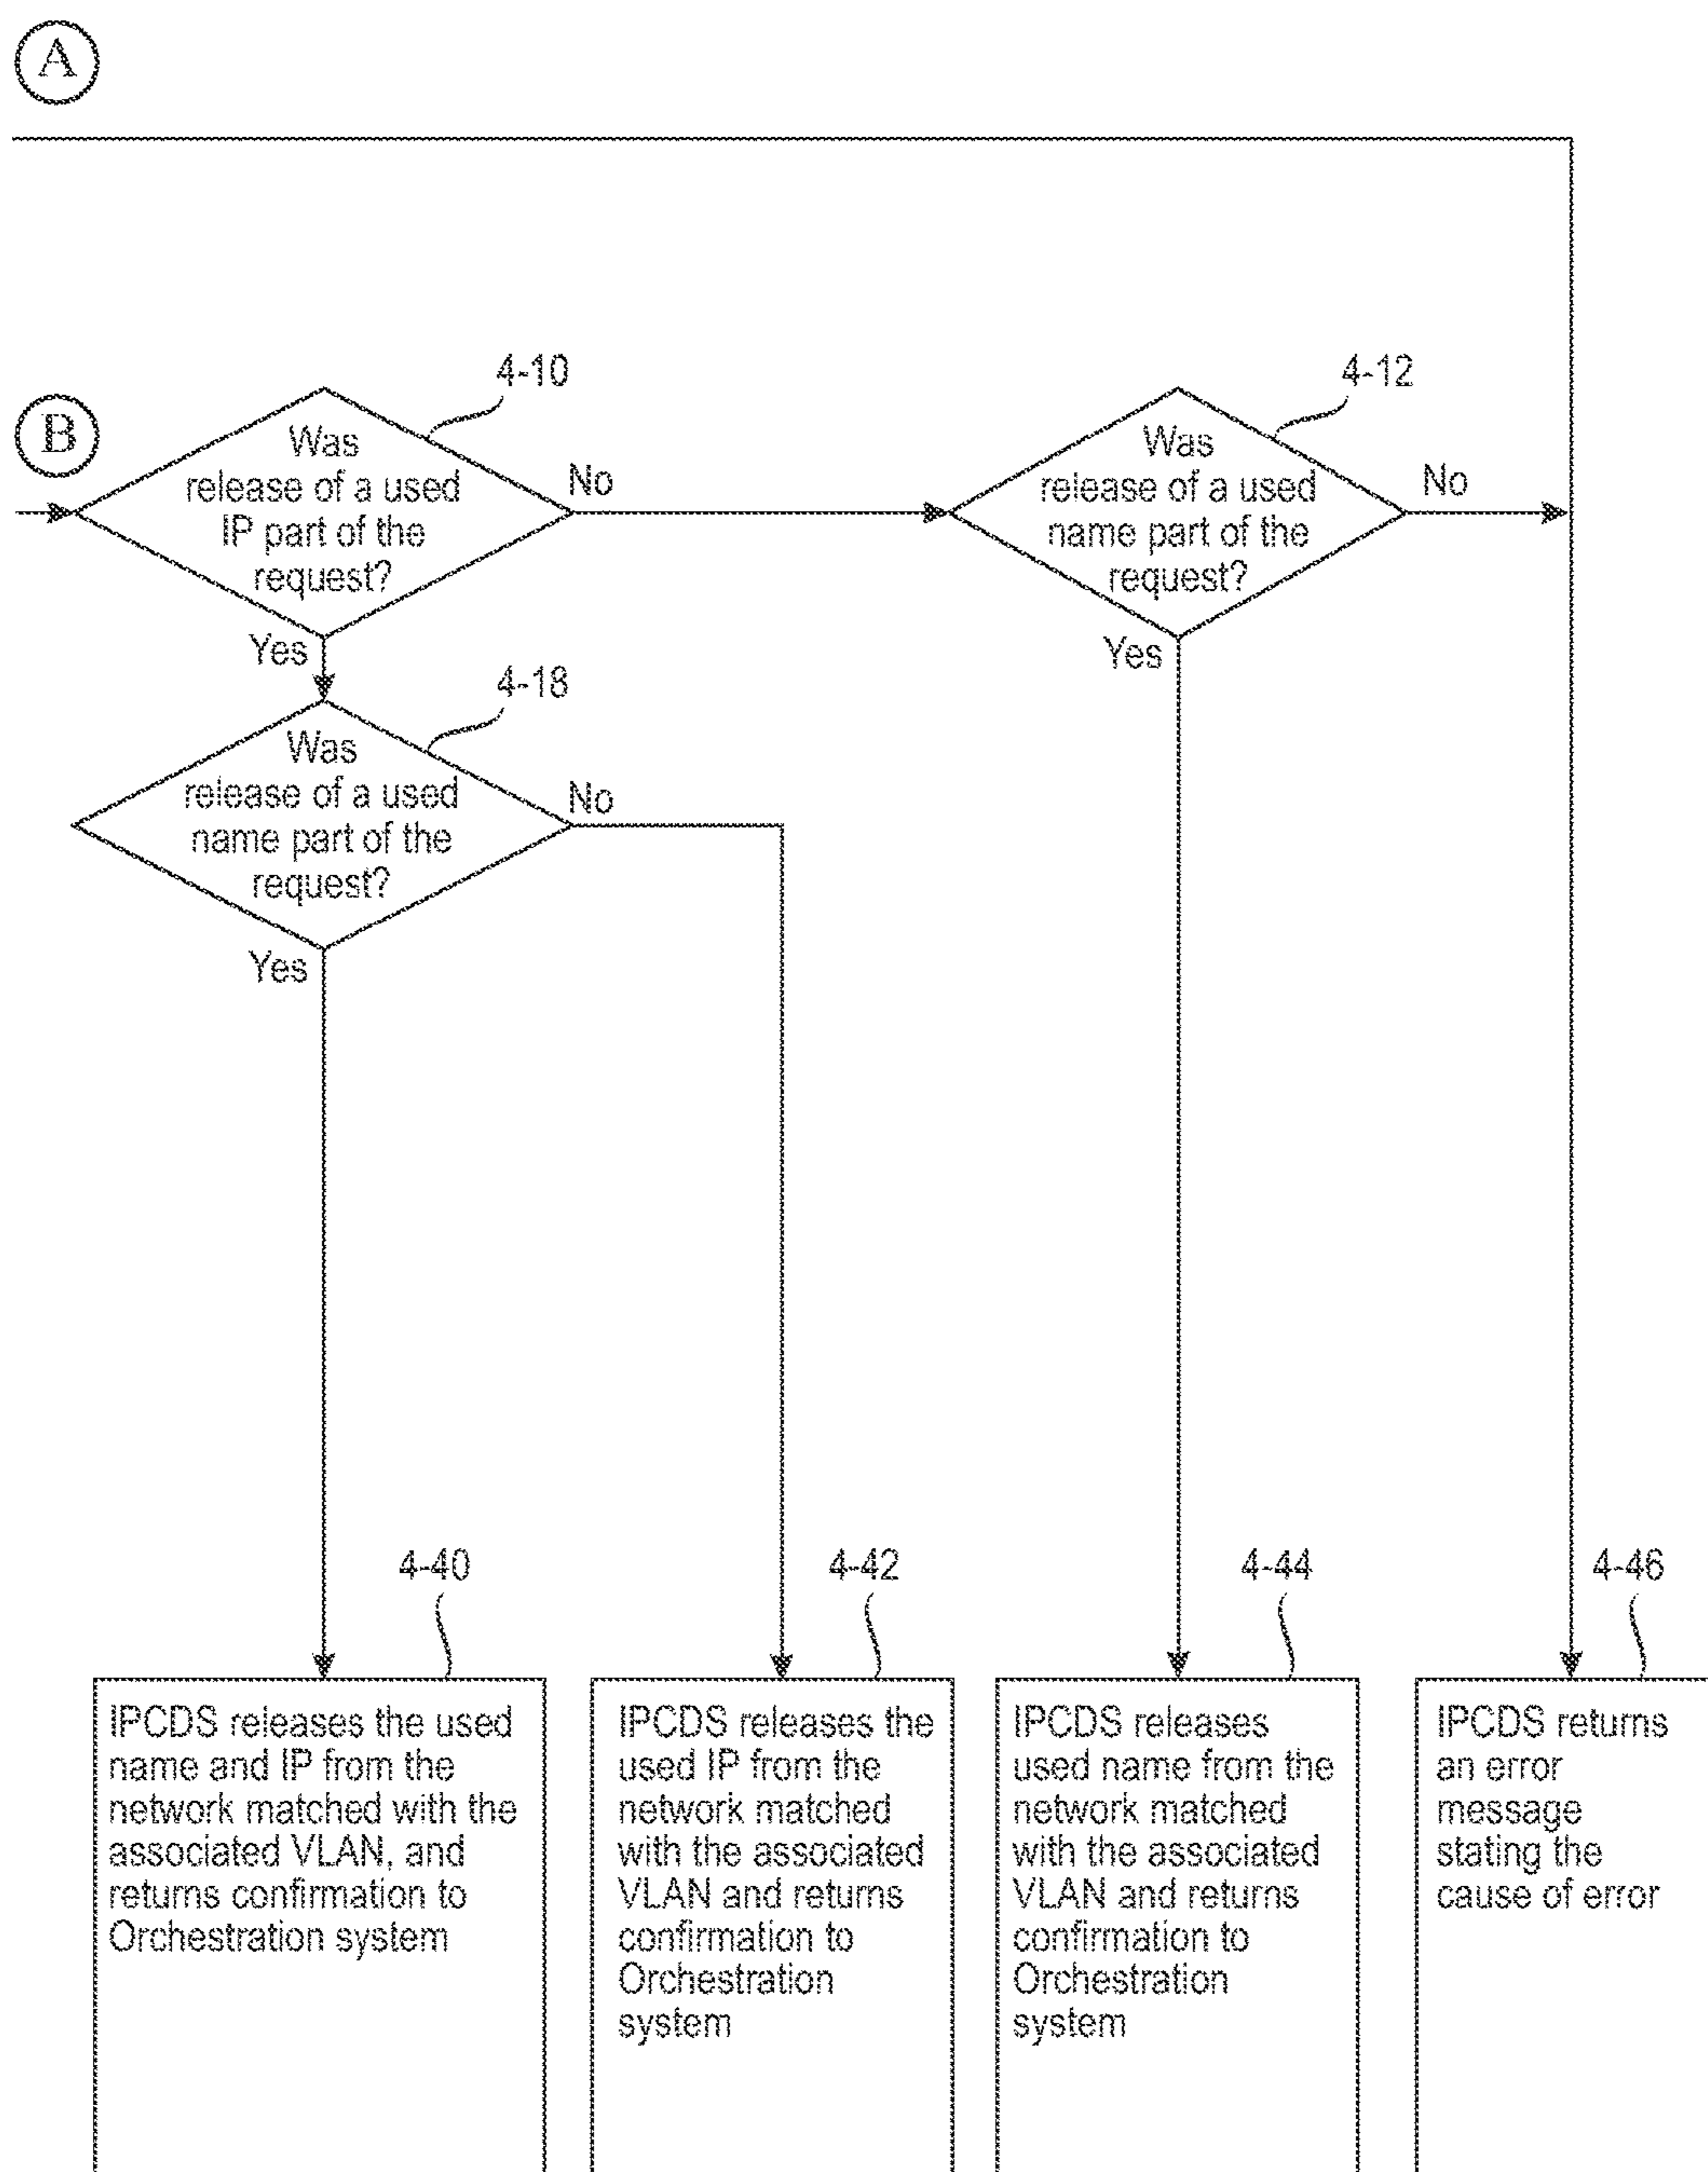 A
4-10
4-12
B
Was
release of a used
IP part of the
request?
No
Was
release of a used
name part of the
request?
No
Yes
Yes
4-18
Was
release of a used
name part of the
request?
No
Yes
4-40
4-42
4-44
4-46
IPCDS releases the used
name and IP from the
network matched with the
associated VLAN, and
returns confirmation to
Orchestration system
IPCDS releases the
used IP from the
network matched
with the associated
VLAN and returns
confirmation to
Orchestration
system
IPCDS releases
used name from the
network matched
with the associated
VLAN and returns
confirmation to
Orchestration
system
IPCDS returns
an error
message
stating the
cause of error